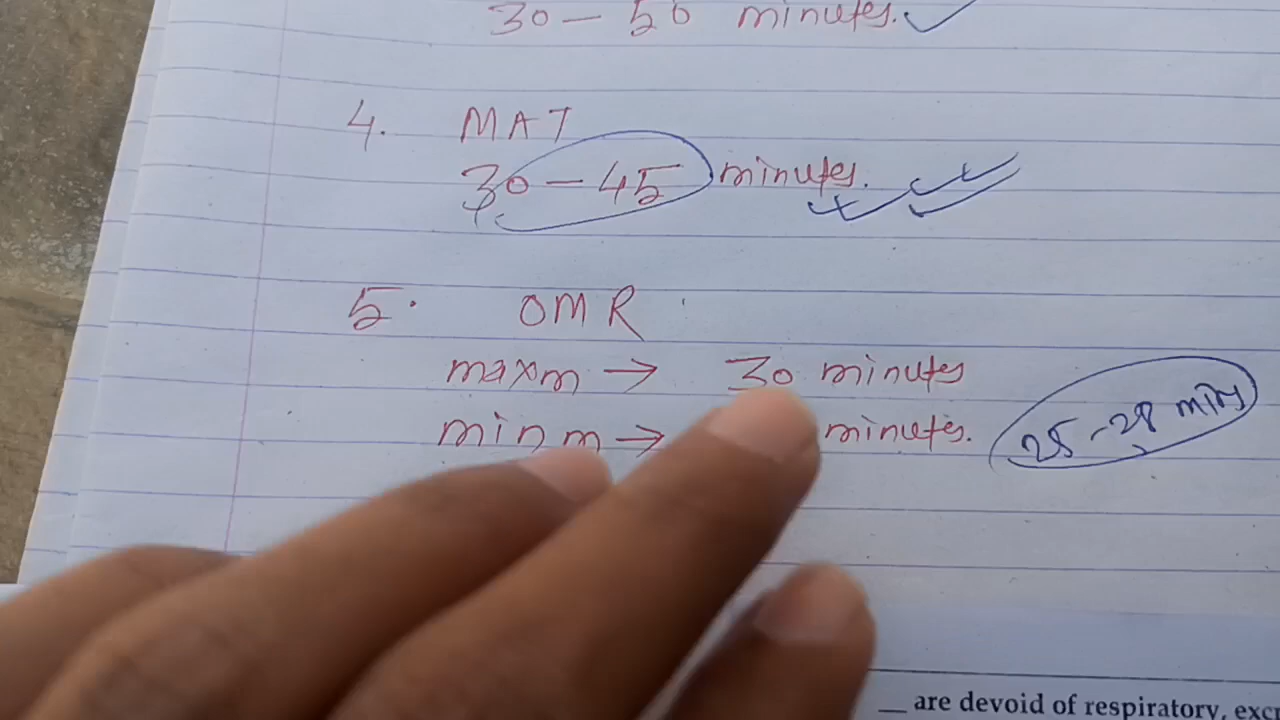 30 – 50 minutes.
4. MAT
30 – 45 minutes.
5. OMR
maxm → 30 minutes
minm → minutes.
25 - 28 mins
__ are devoid of respiratory,